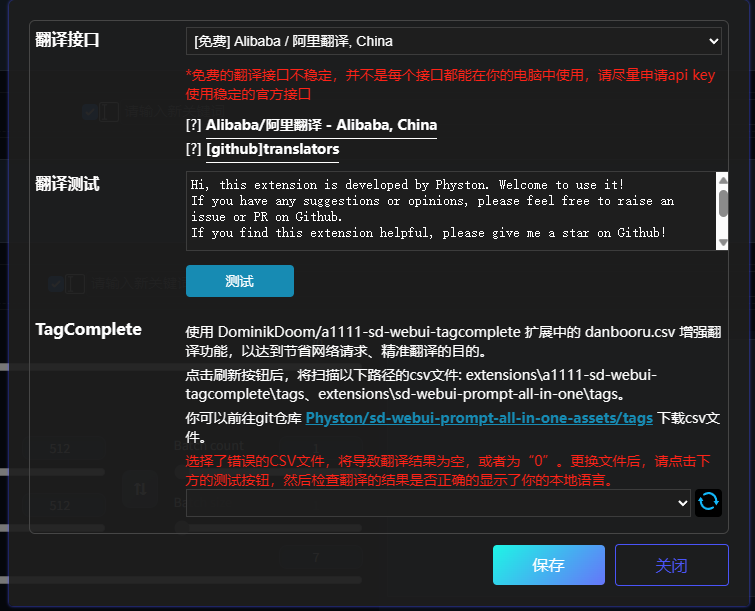 翻译接口
[免费] Alibaba / 阿里翻译, China
*免费的翻译接口不稳定，并不是每个接口都能在你的电脑中使用，请尽量申请api key
使用稳定的官方接口
[?] Alibaba/阿里翻译 - Alibaba, China
[?] [github]translators
翻译测试
Hi, this extension is developed by Physton. Welcome to use it!
If you have any suggestions or opinions, please feel free to raise an
issue or PR on Github.
If you find this extension helpful, please give me a star on Github!
测试
TagComplete
使用 DominikDoom/a1111-sd-webui-tagcomplete 扩展中的 danbooru.csv 增强翻
译功能，以达到节省网络请求、精准翻译的目的。
点击刷新按钮后，将扫描以下路径的csv文件: extensions\a1111-sd-webui-
tagcomplete\tags、extensions\sd-webui-prompt-all-in-one\tags。
你可以前往git仓库 Physton/sd-webui-prompt-all-in-one-assets/tags 下载csv文
件。
选择了错误的CSV文件，将导致翻译结果为空，或者为“0”。更换文件后，请点击下
方的测试按钮，然后检查翻译的结果是否正确的显示了你的本地语言。
512
512
7
保存
关闭